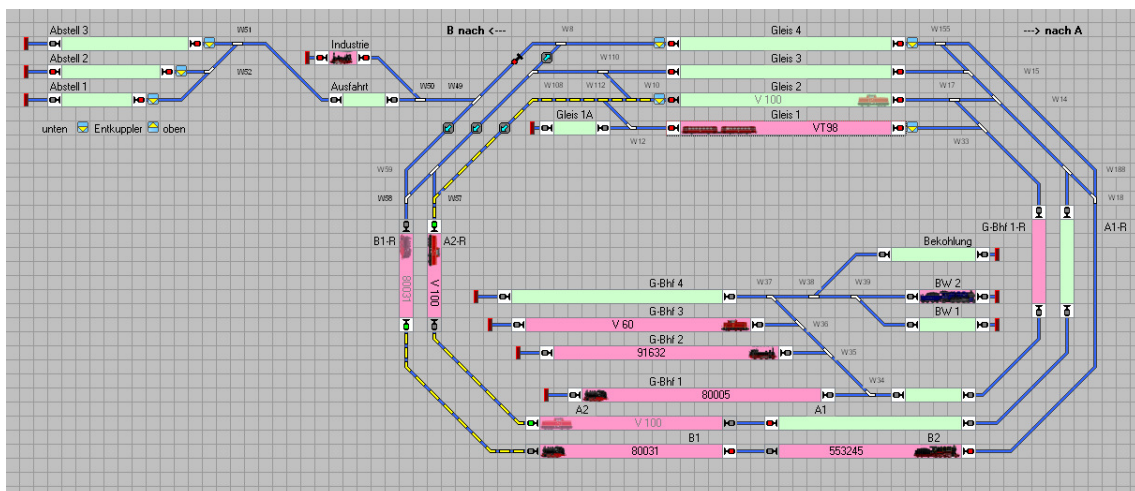 Abstell 3
W51
Abstell 2
W52
Abstell 1
unten Entkuppler oben
Industrie
Ausfahrt
W50 W49
B nach <---
---> nach A
W8
Gleis 4
W155
W110
Gleis 3
W15
W108 W112 W10
Gleis 2
V 100
W17
W14
Gleis 1A
Gleis 1
VT98
W12
W33
W59
W58
W57
W188
W18
B1-R
A2-R
80031
V 100
G-Bhf 1-R
A1-R
Bekohlung
G-Bhf 4
W37
W38
W39
BW 2
G-Bhf 3
V 60
W36
BW 1
G-Bhf 2
91632
W35
G-Bhf 1
80005
W34
A2
V 100
A1
B1
80031
B2
553245